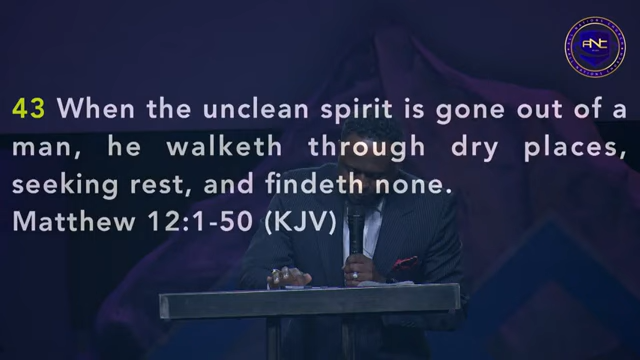 ANC
43 When the unclean spirit is gone out of a
man, he walketh through dry places,
seeking rest, and findeth none.
Matthew 12:1-50 (KJV)